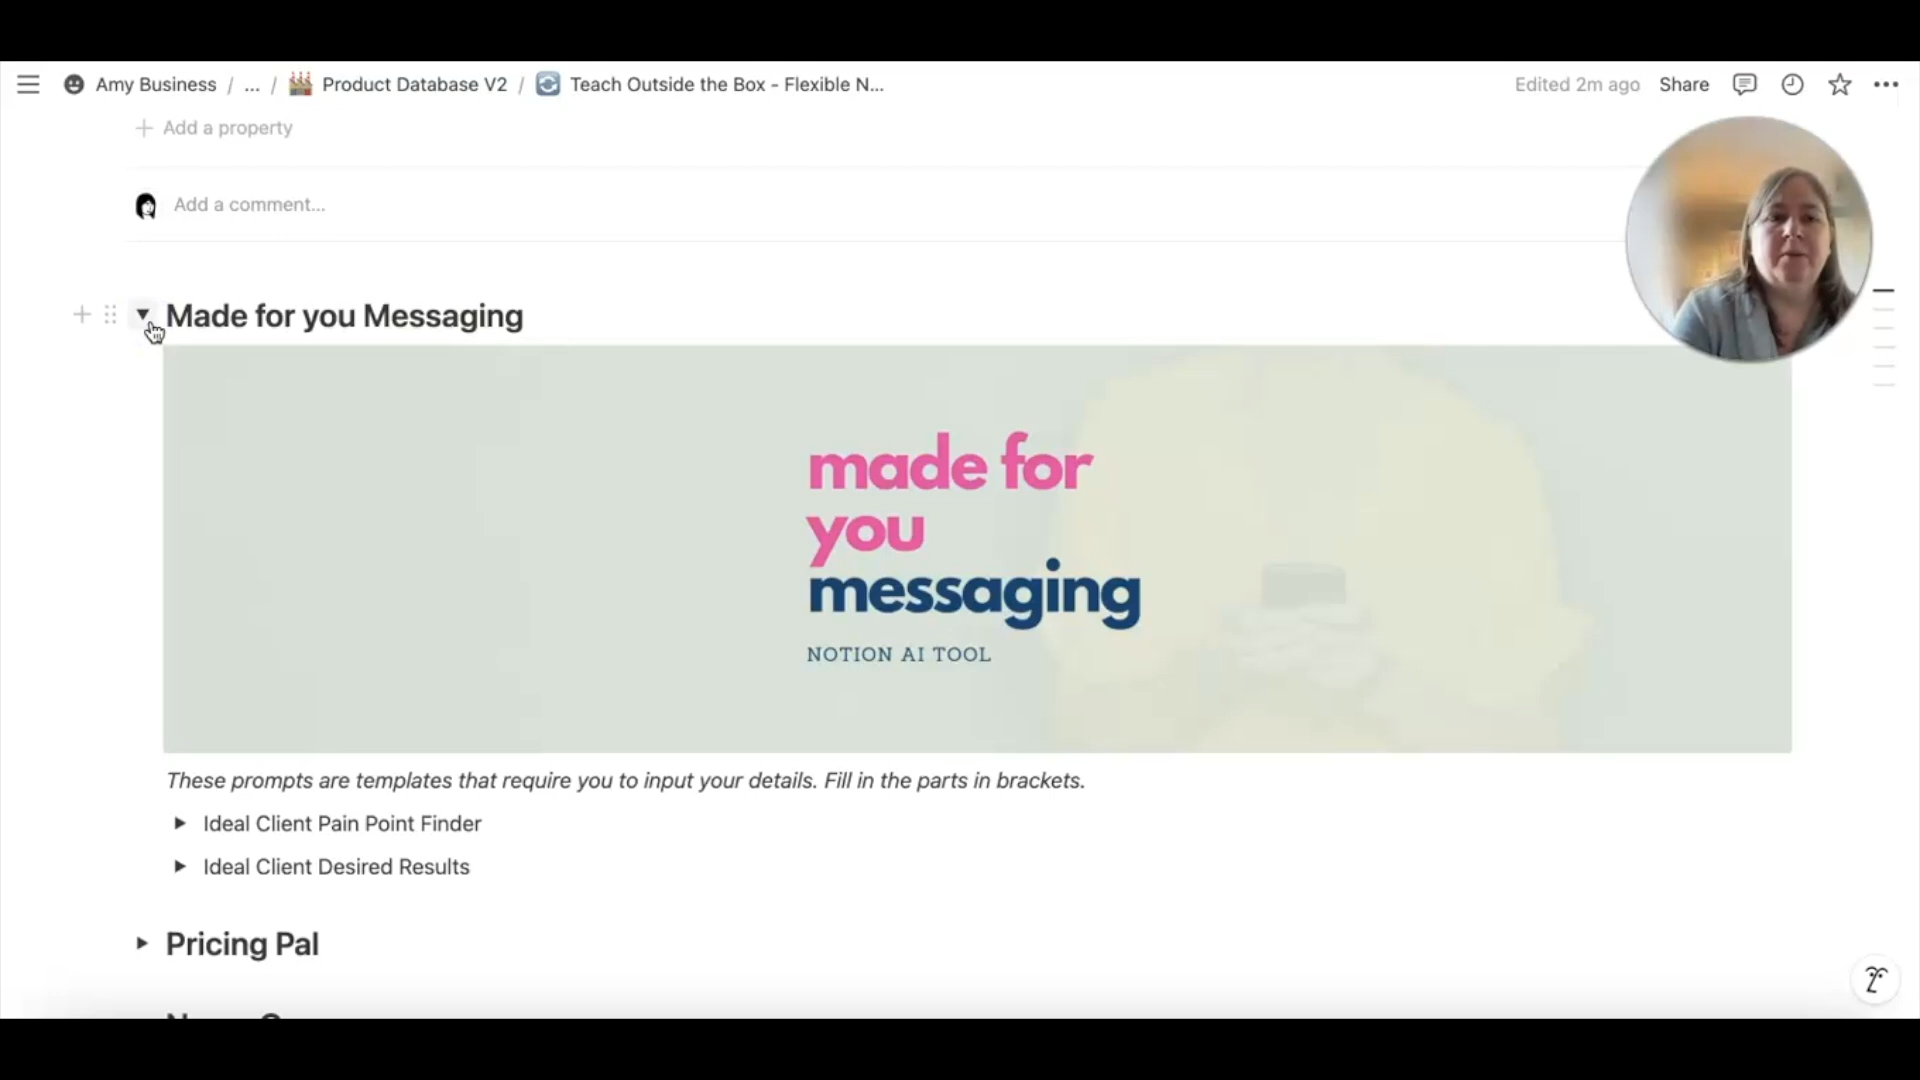 Amy Business / ... / Product Database V2 / Teach Outside the Box - Flexible N...
Edited 2m ago Share
Add a property
Add a comment...
Made for you Messaging
made for
you
messaging
NOTION AI TOOL
These prompts are templates that require you to input your details. Fill in the parts in brackets.
Ideal Client Pain Point Finder
Ideal Client Desired Results
Pricing Pal